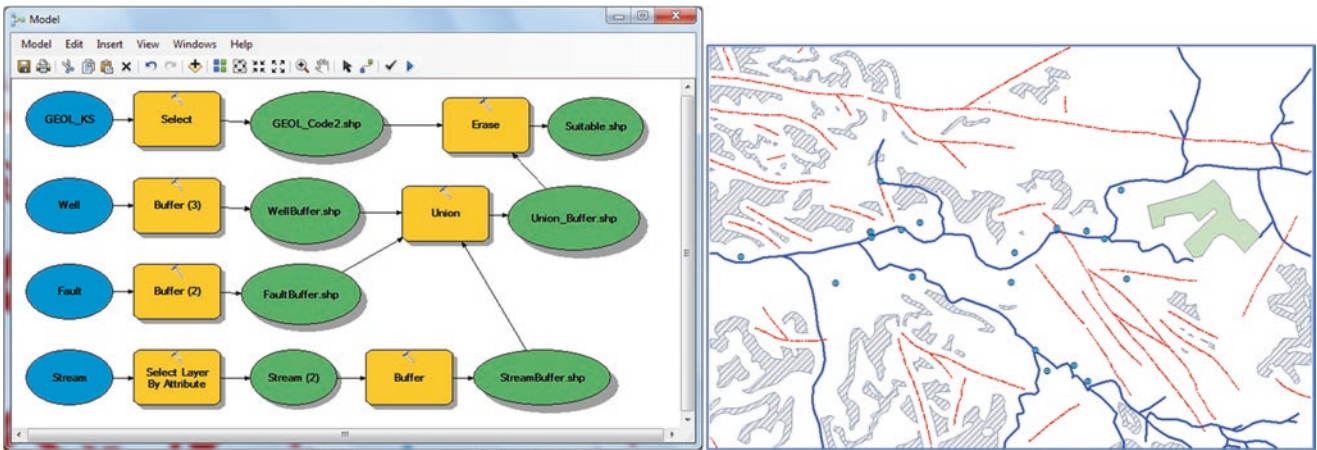 Model
Model Edit Insert View Windows Help
GEOL_KS
Select
GEOL_Code2.shp
Erase
Suitable.shp
Well
Buffer (3)
WellBuffer.shp
Union
Union_Buffer.shp
Fault
Buffer (2)
FaultBuffer.shp
Stream
Select Layer
By Attribute
Stream (2)
Buffer
StreamBuffer.shp